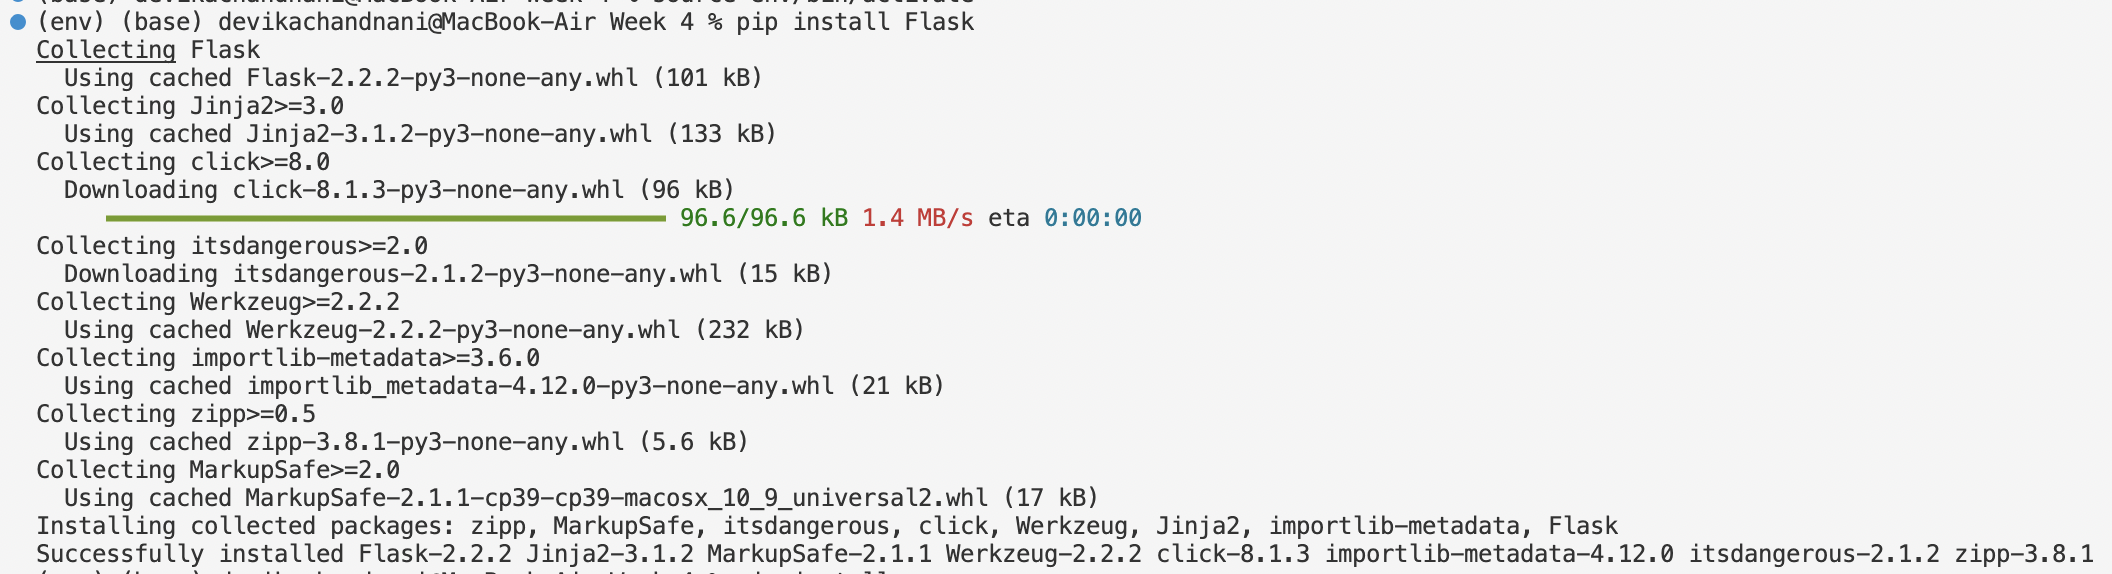 (env) (base) devikachandnani@MacBook-Air Week 4 % pip install Flask
Collecting Flask
  Using cached Flask-2.2.2-py3-none-any.whl (101 kB)
Collecting Jinja2>=3.0
  Using cached Jinja2-3.1.2-py3-none-any.whl (133 kB)
Collecting click>=8.0
  Downloading click-8.1.3-py3-none-any.whl (96 kB)
96.6/96.6 kB 1.4 MB/s eta 0:00:00
Collecting itsdangerous>=2.0
  Downloading itsdangerous-2.1.2-py3-none-any.whl (15 kB)
Collecting Werkzeug>=2.2.2
  Using cached Werkzeug-2.2.2-py3-none-any.whl (232 kB)
Collecting importlib-metadata>=3.6.0
  Using cached importlib_metadata-4.12.0-py3-none-any.whl (21 kB)
Collecting zipp>=0.5
  Using cached zipp-3.8.1-py3-none-any.whl (5.6 kB)
Collecting MarkupSafe>=2.0
  Using cached MarkupSafe-2.1.1-cp39-cp39-macosx_10_9_universal2.whl (17 kB)
Installing collected packages: zipp, MarkupSafe, itsdangerous, click, Werkzeug, Jinja2, importlib-metadata, Flask
Successfully installed Flask-2.2.2 Jinja2-3.1.2 MarkupSafe-2.1.1 Werkzeug-2.2.2 click-8.1.3 importlib-metadata-4.12.0 itsdangerous-2.1.2 zipp-3.8.1